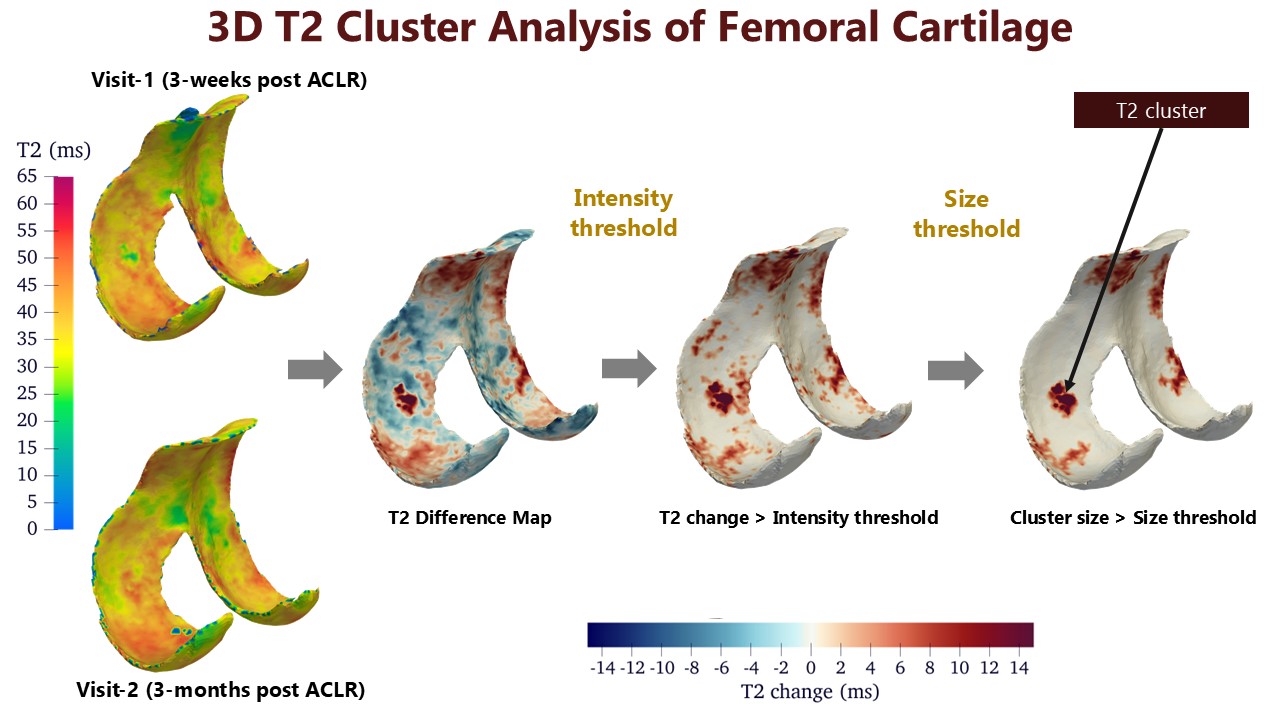 3D T2 Cluster Analysis of Femoral Cartilage
Visit-1 (3-weeks post ACLR)
T2 (ms)
65
60
55
50
45
40
35
30
25
20
15
10
5
0
Visit-2 (3-months post ACLR)
Intensity
threshold
Size
threshold
T2 cluster
T2 Difference Map
T2 change > Intensity threshold
Cluster size > Size threshold
-14 -12 -10 -8 -6 -4 -2 0 2 4 6 8 10 12 14
T2 change (ms)